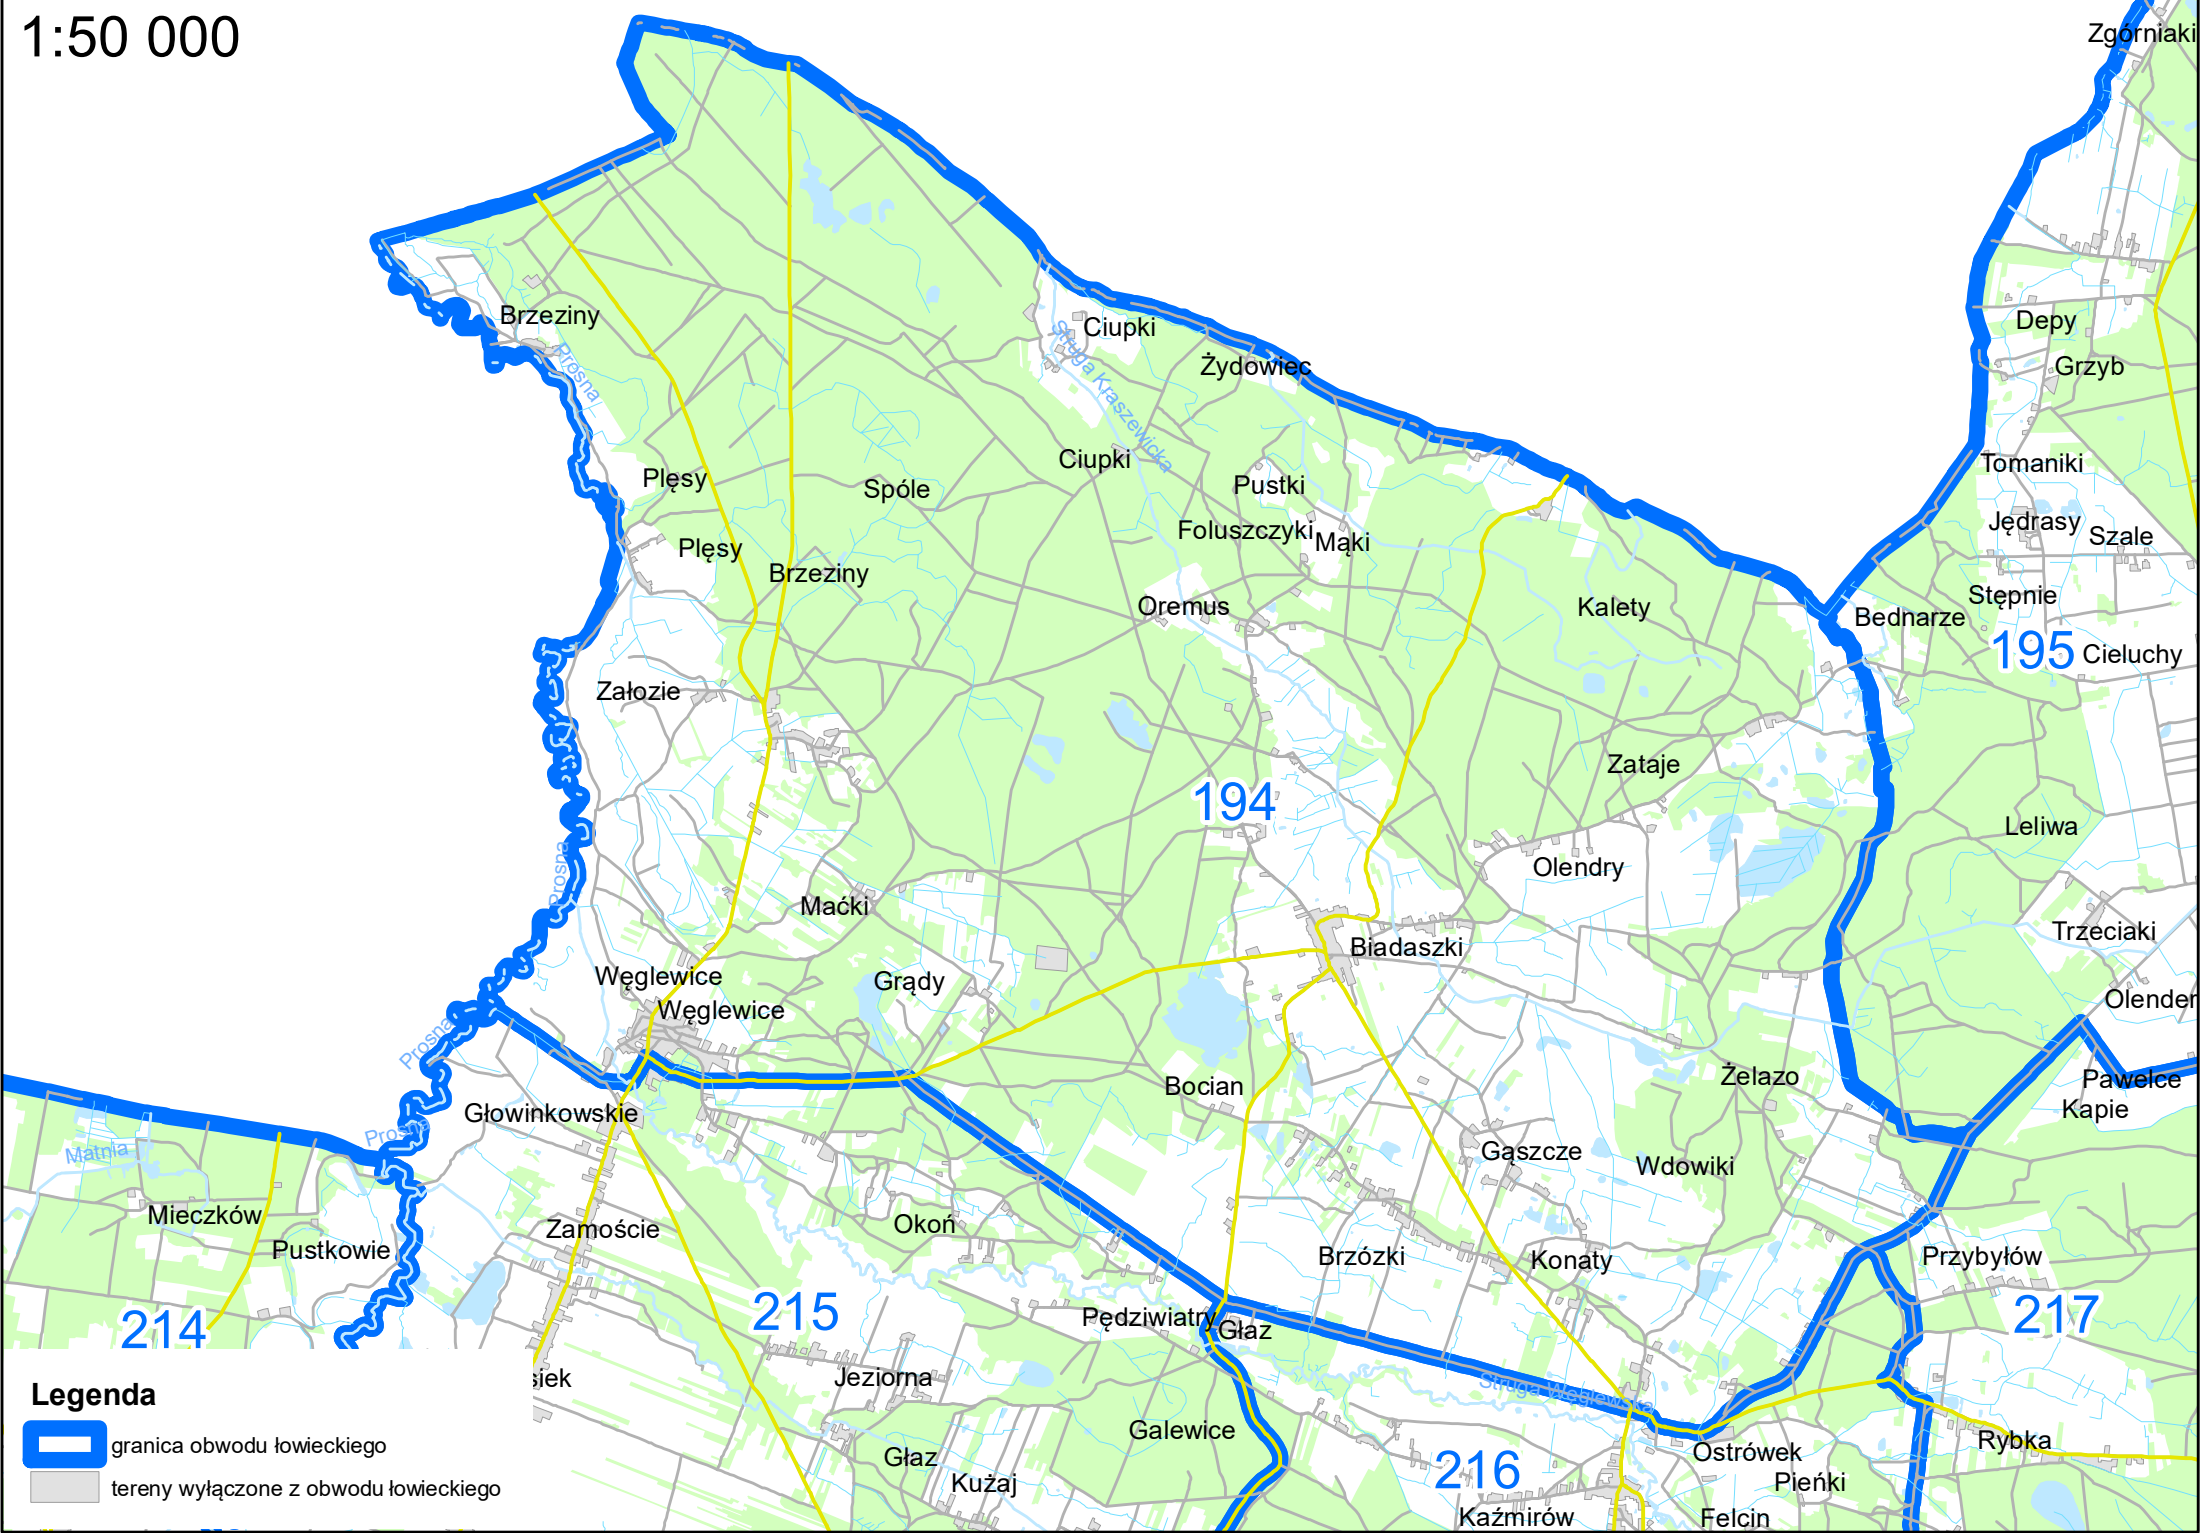 1:50 000
Zgórniaki
Brzeziny
Prosna
Ciupki
Struga Kraszewicka
Żydowiec
Depy
Grzyb
Ciupki
Plęsy
Spóle
Pustki
Tomaniki
Foluszczyki
Mąki
Jędrasy
Szale
Plęsy
Brzeziny
Oremus
Kalety
Stępnie
Bednarze
195
Cieluchy
Załozie
Zataje
194
Leliwa
Olendry
Prosna
Maćki
Trzeciaki
Biadaszki
Węglewice
Grądy
Olender
Węglewice
Prosna
Bocian
Żelazo
Pawelce
Kapie
Głowinkowskie
Prosna
Matnia
Gąszcze
Wdowiki
Mieczków
Okoń
Zamoście
Pustkowie
Brzózki
Konaty
Przybyłów
214
215
Pędziwiatry
Głaz
217
siek
Jeziorna
Struga Węglewska
Legenda
granica obwodu łowieckiego
tereny wyłączone z obwodu łowieckiego
Galewice
Głaz
Kużaj
216
Ostrówek
Rybka
Pieńki
Kaźmirów
Felcin